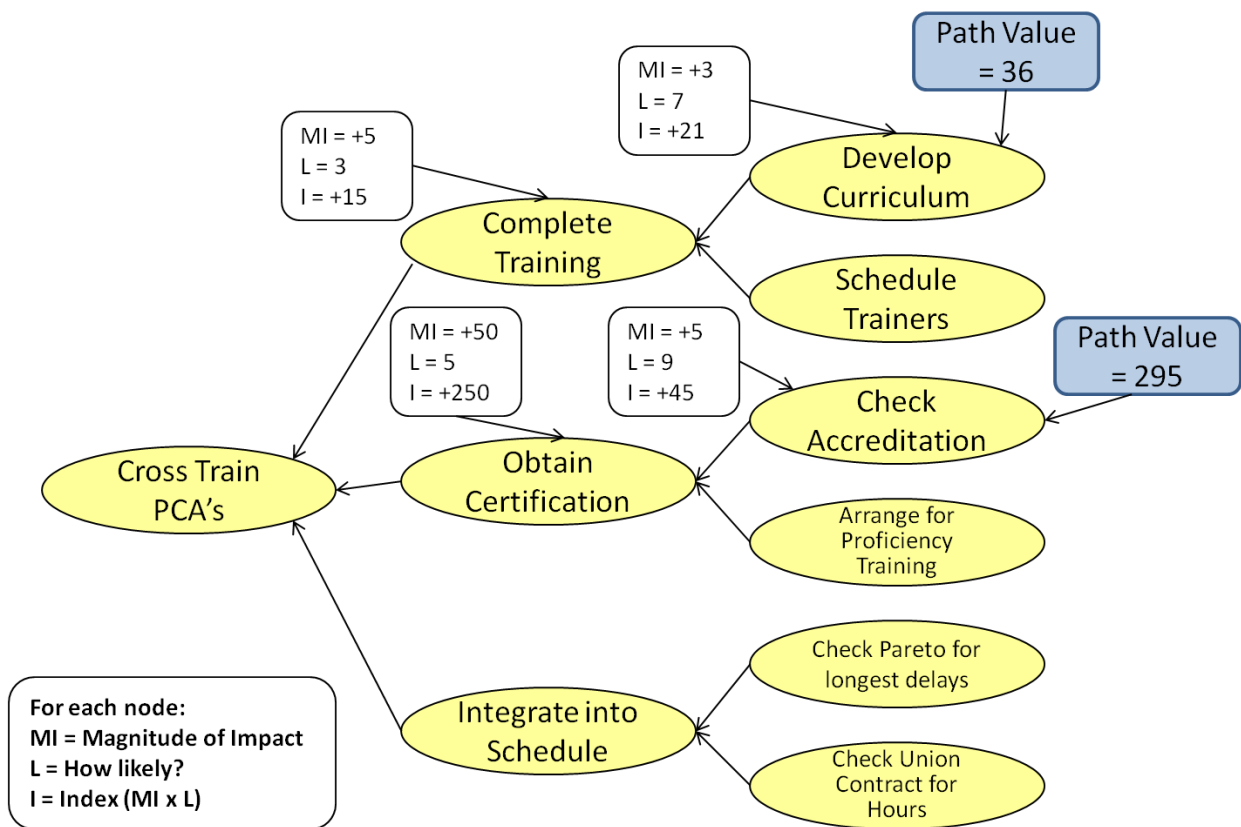 Path Value
= 36
MI = +3
L = 7
I = +21
MI = +5
L = 3
I = +15
Develop
Curriculum
Complete
Training
Schedule
Trainers
MI = +50
L = 5
I = +250
MI = +5
L = 9
I = +45
Path Value
= 295
Check
Accreditation
Obtain
Certification
Cross Train
PCA's
Arrange for
Proficiency
Training
Check Pareto for
longest delays
Integrate into
Schedule
Check Union
Contract for
Hours
For each node:
MI = Magnitude of Impact
L = How likely?
I = Index (MI x L)